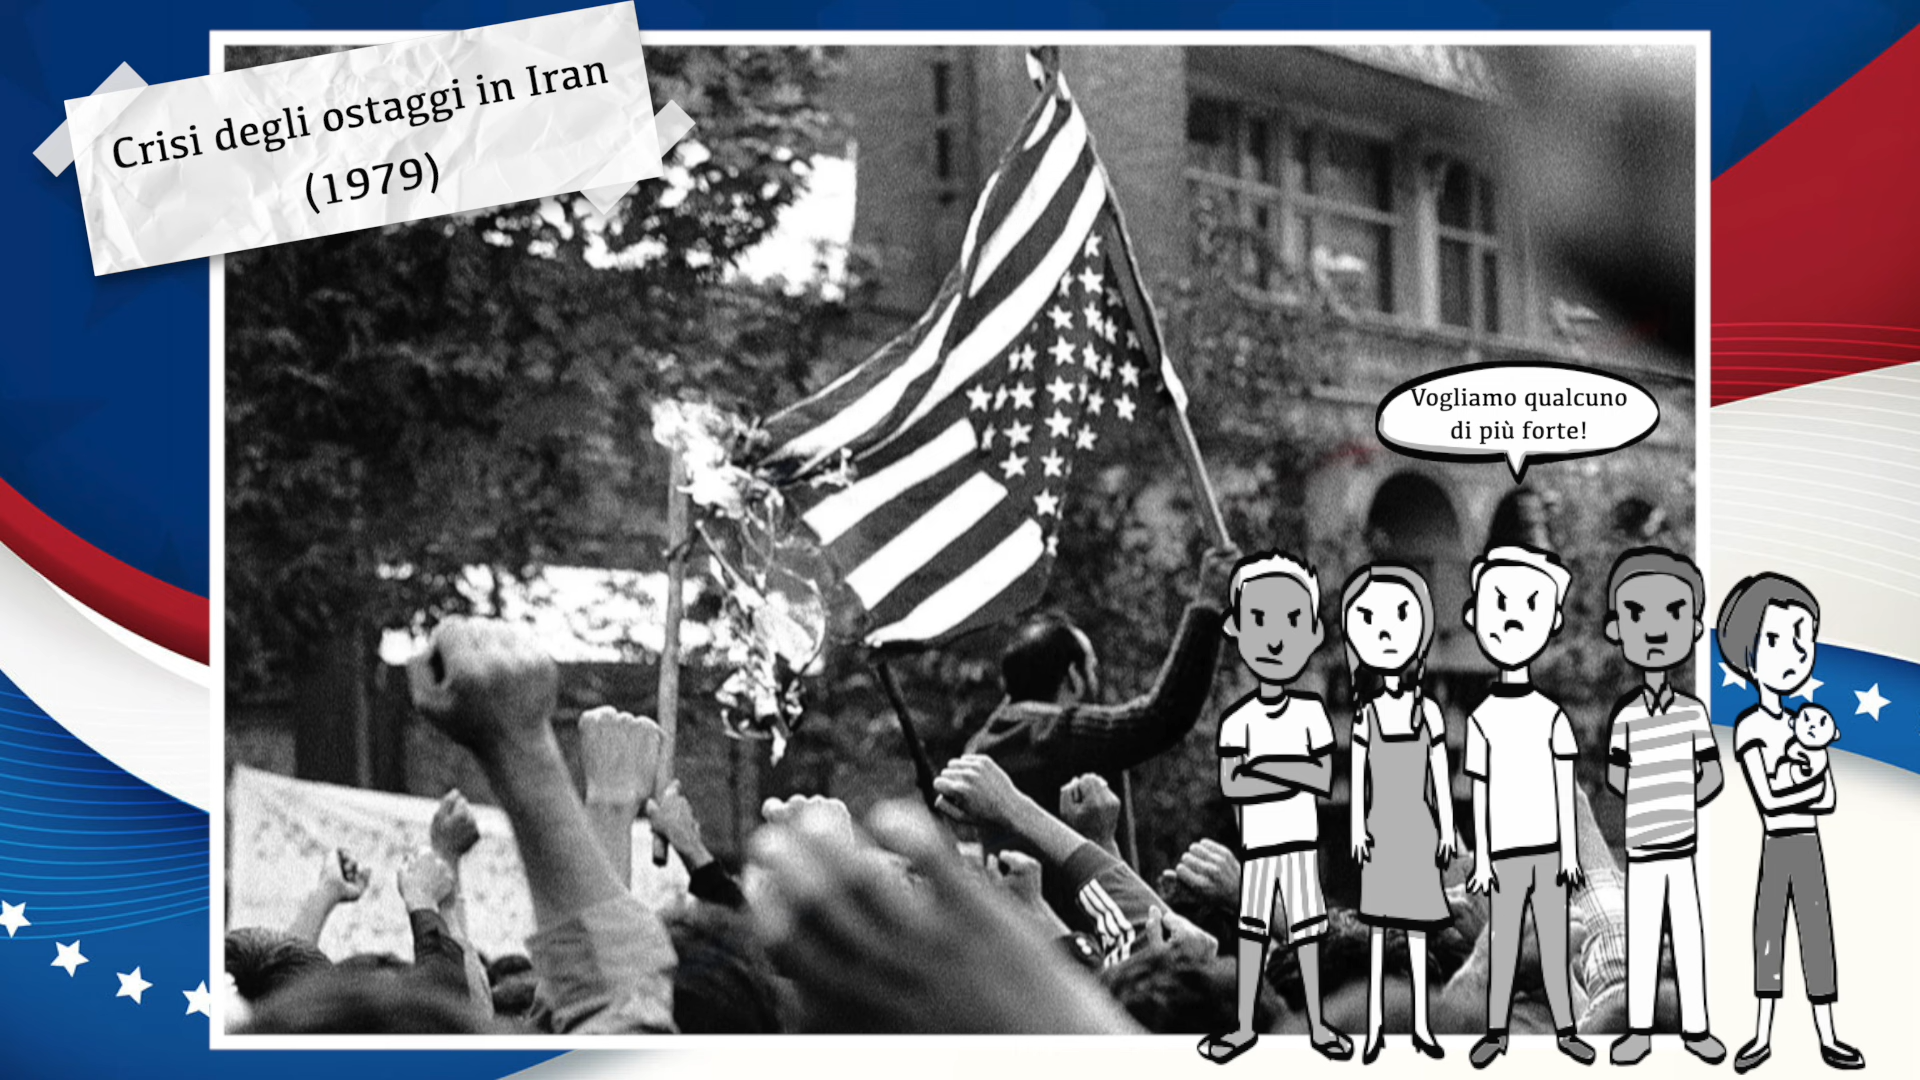 Crisi degli ostaggi in Iran
(1979)
Vogliamo qualcuno
di più forte!